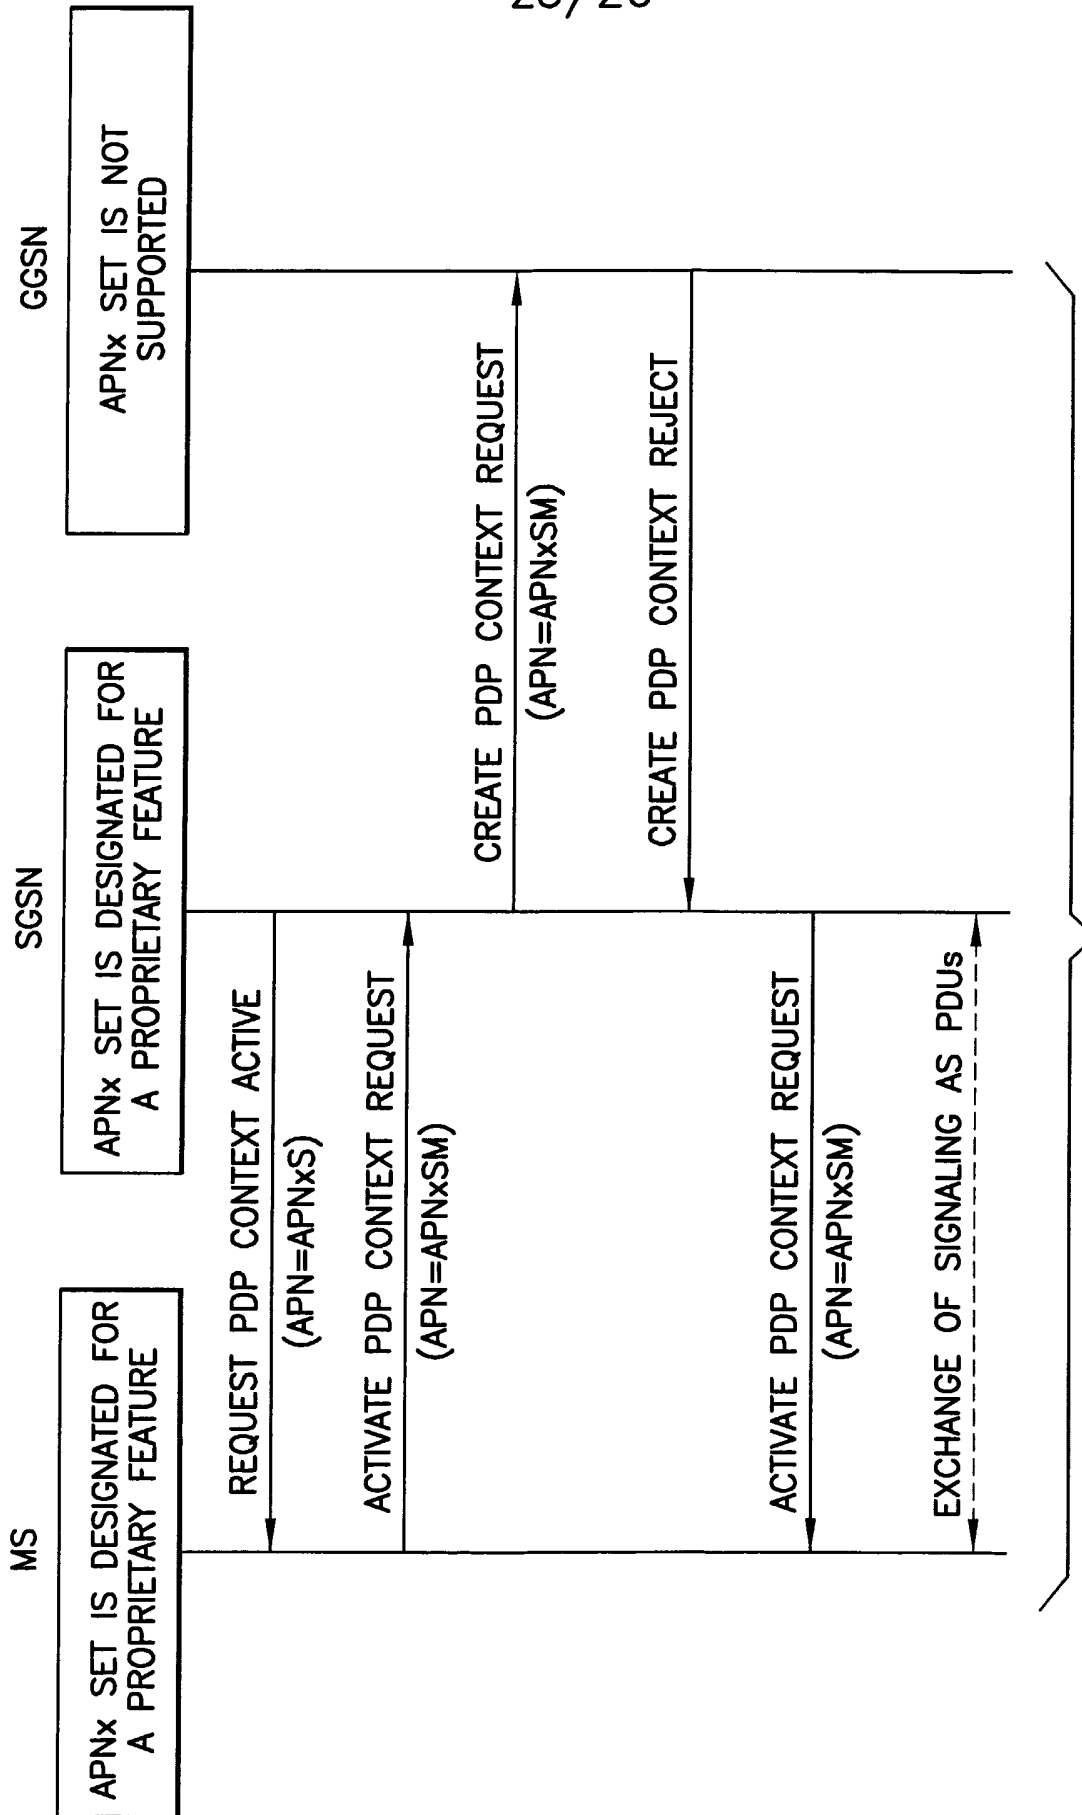 MS
SGSN
GGSN
APNx SET IS DESIGNATED FOR
A PROPRIETARY FEATURE
APNx SET IS DESIGNATED FOR
A PROPRIETARY FEATURE
APNx SET IS NOT
SUPPORTED
REQUEST PDP CONTEXT ACTIVE
(APN=APNxS)
ACTIVATE PDP CONTEXT REQUEST
(APN=APNxSM)
CREATE PDP CONTEXT REQUEST
(APN=APNxSM)
CREATE PDP CONTEXT REJECT
ACTIVATE PDP CONTEXT REQUEST
(APN=APNxSM)
EXCHANGE OF SIGNALING AS PDUs